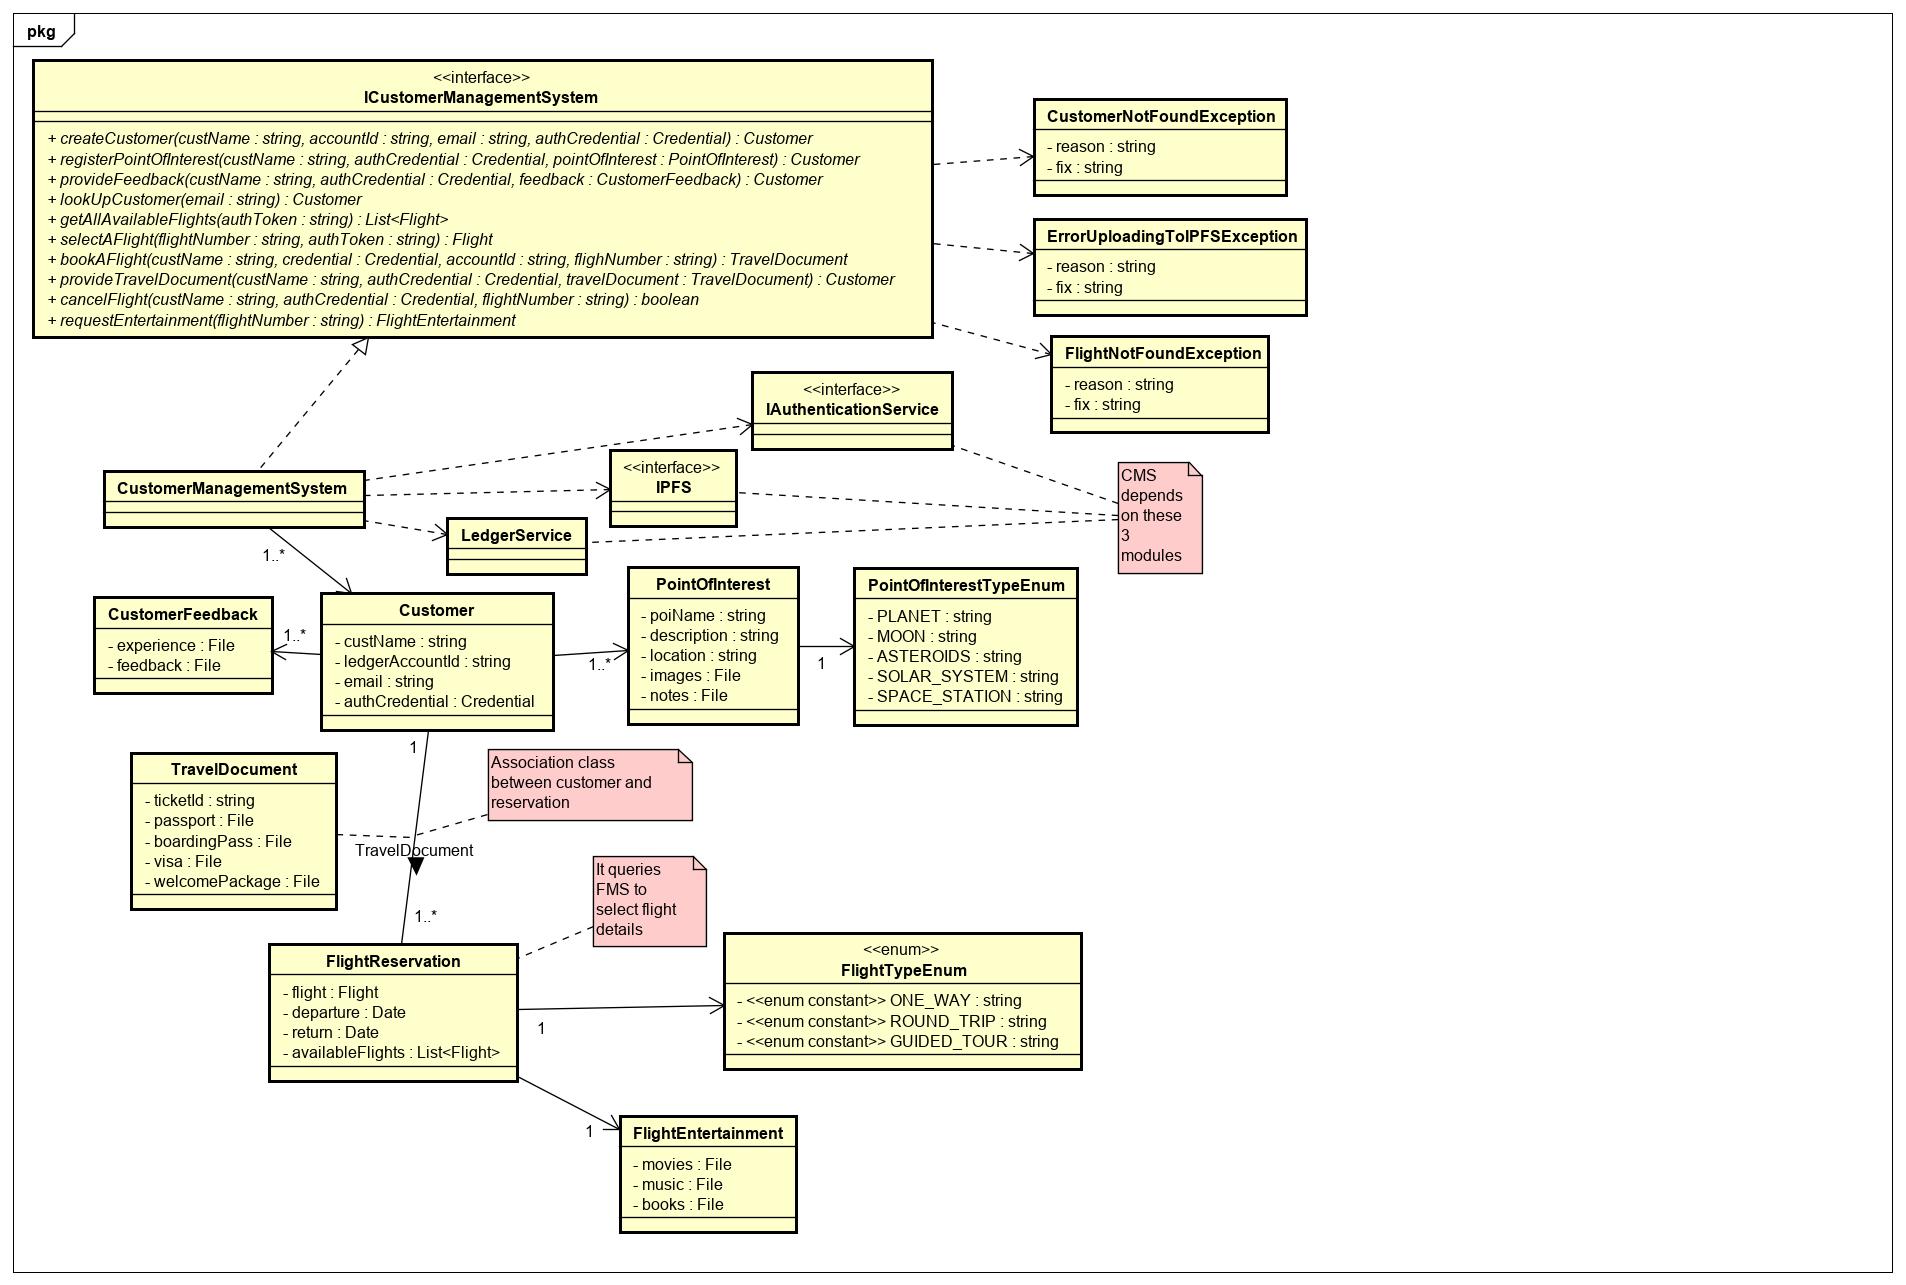 pkg
<<interface>>
ICustomerManagementSystem
+ createCustomer(custName : string, accountId : string, email : string, authCredential : Credential) : Customer
+ registerPointOfInterest(custName : string, authCredential : Credential, pointOfInterest : PointOfInterest) : Customer
+ provideFeedback(custName : string, authCredential : Credential, feedback : CustomerFeedback) : Customer
+ lookUpCustomer(email : string) : Customer
+ getAllAvailableFlights(authToken : string) : List<Flight>
+ selectAFlight(flightNumber : string, authToken : string) : Flight
+ bookAFlight(custName : string, credential : Credential, accountId : string, flighNumber : string) : TravelDocument
+ provideTravelDocument(custName : string, authCredential : Credential, travelDocument : TravelDocument) : Customer
+ cancelFlight(custName : string, authCredential : Credential, flightNumber : string) : boolean
+ requestEntertainment(flightNumber : string) : FlightEntertainment
CustomerNotFoundException
- reason : string
- fix : string
ErrorUploadingToIPFSException
- reason : string
- fix : string
FlightNotFoundException
- reason : string
- fix : string
<<interface>>
IAuthenticationService
<<interface>>
IPFS
CustomerManagementSystem
LedgerService
CMS
depends
on these
3
modules
1..*
CustomerFeedback
- experience : File
- feedback : File
1..*
Customer
- custName : string
- ledgerAccountId : string
- email : string
- authCredential : Credential
1..*
PointOfInterest
- poiName : string
- description : string
- location : string
- images : File
- notes : File
1
PointOfInterestTypeEnum
- PLANET : string
- MOON : string
- ASTEROIDS : string
- SOLAR_SYSTEM : string
- SPACE_STATION : string
1
TravelDocument
- ticketId : string
- passport : File
- boardingPass : File
- visa : File
- welcomePackage : File
Association class
between customer and
reservation
TravelDocument
1..*
It queries
FMS to
select flight
details
FlightReservation
- flight : Flight
- departure : Date
- return : Date
- availableFlights : List<Flight>
1
<<enum>>
FlightTypeEnum
- <<enum constant>> ONE_WAY : string
- <<enum constant>> ROUND_TRIP : string
- <<enum constant>> GUIDED_TOUR : string
1
FlightEntertainment
- movies : File
- music : File
- books : File